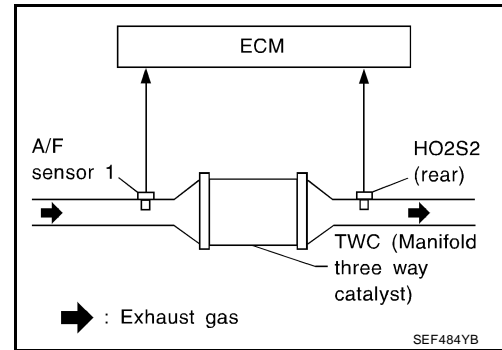 ECM
A/F
sensor 1
HO2S2
(rear)
TWC (Manifold
three way
catalyst)
: Exhaust gas
SEF484YB